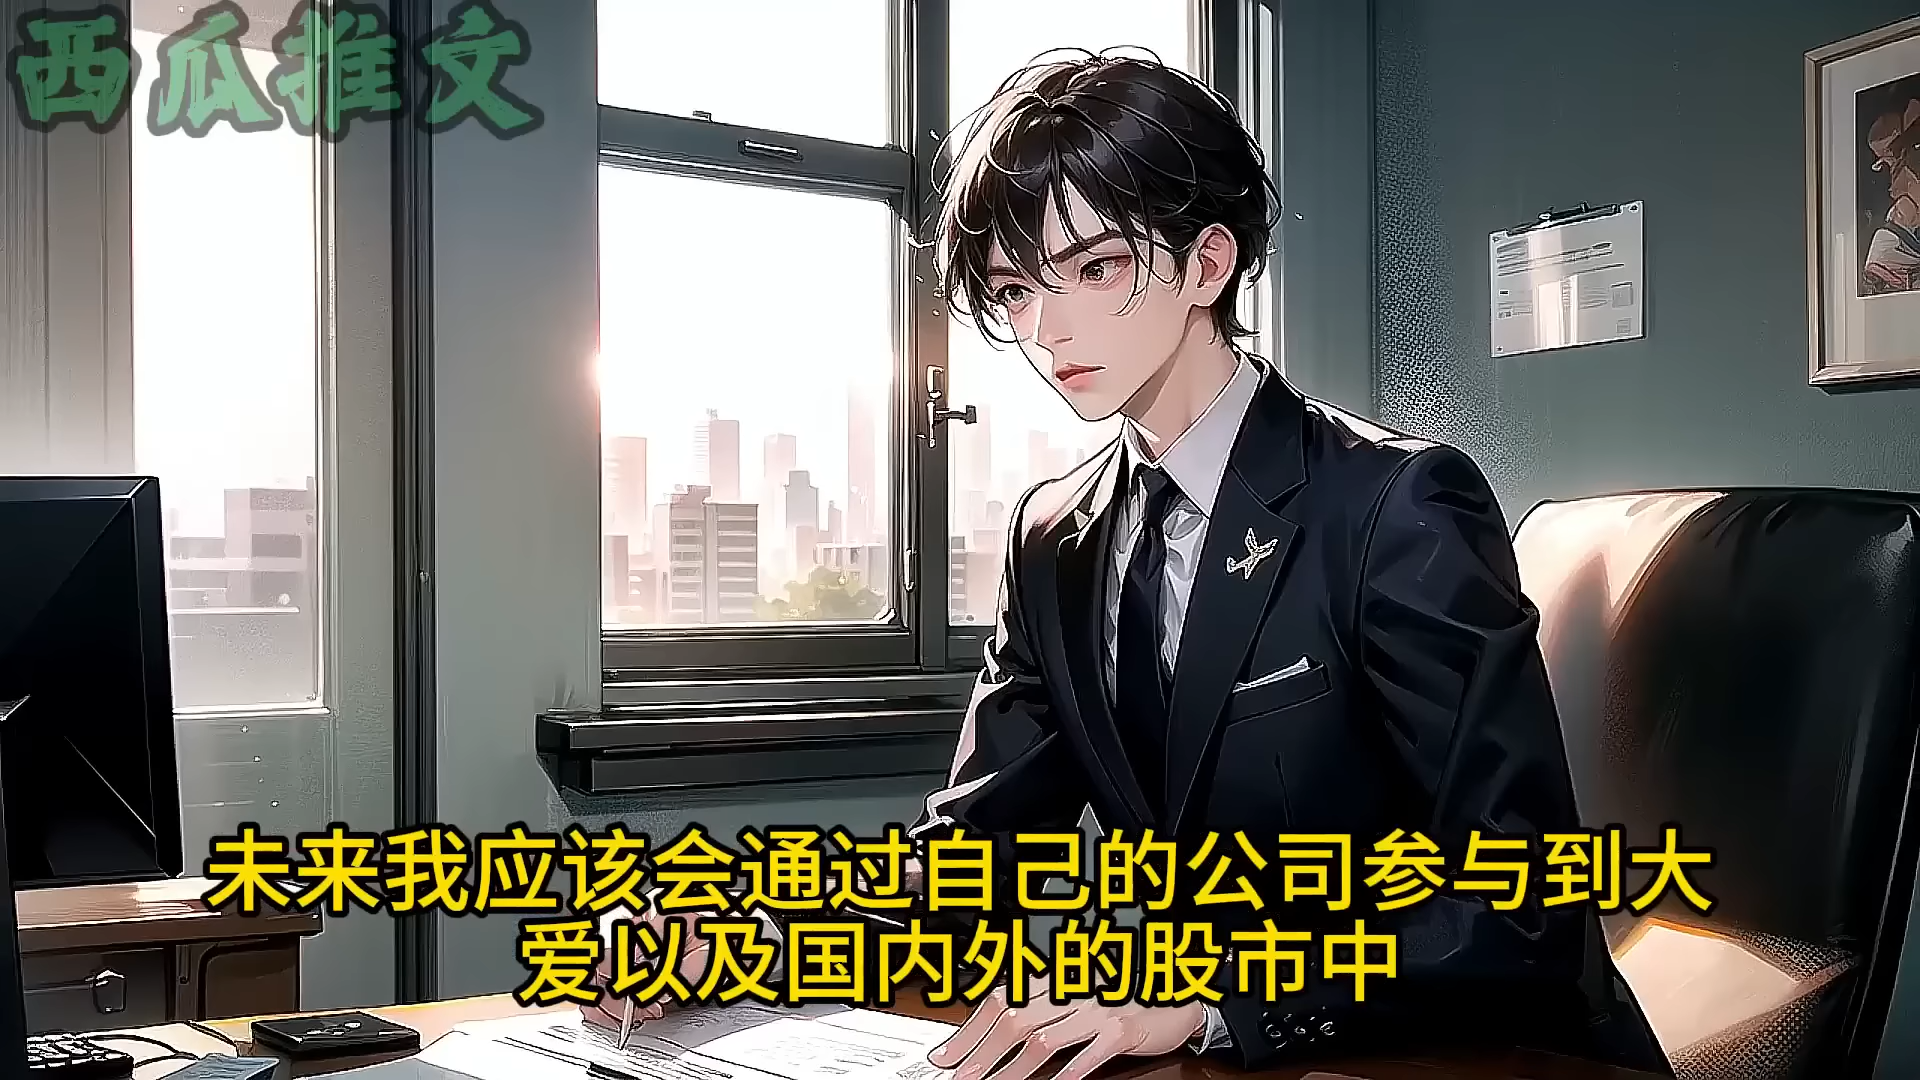 西瓜推文
未来我应该会通过自己的公司参与到大
爱以及国内外的股市中